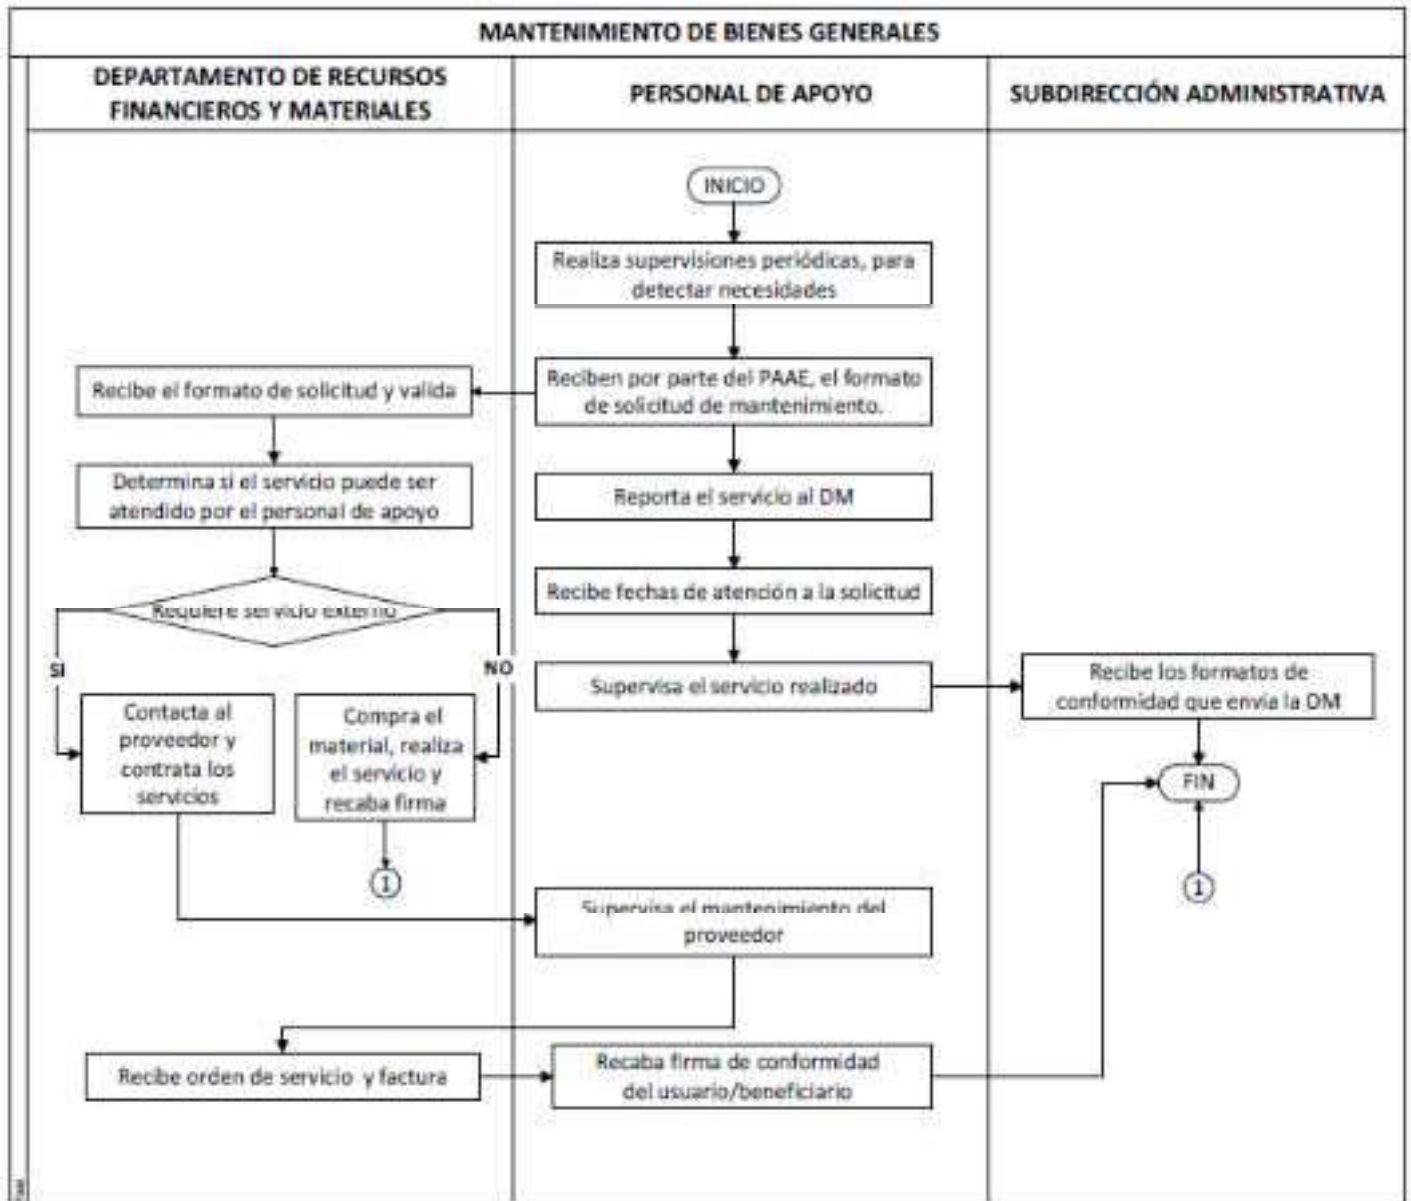 MANTENIMIENTO DE BIENES GENERALES
DEPARTAMENTO DE RECURSOS
FINANCIEROS Y MATERIALES
PERSONAL DE APOYO
SUBDIRECCIÓN ADMINISTRATIVA
INICIO
Realiza supervisiones periódicas, para
detectar necesidades
Recibe el formato de solicitud y valida
Reciben por parte del PAAE, el formato
de solicitud de mantenimiento.
Determina si el servicio puede ser
atendido por el personal de apoyo
Reporta el servicio al DM
Requiere servicio externo
Recibe fechas de atención a la solicitud
SI
NO
Supervisa el servicio realizado
Recibe los formatos de
conformidad que envía la DM
Contacta al
proveedor y
contrata los
servicios
Compra el
material, realiza
el servicio y
recaba firma
FIN
1
1
Supervisa el mantenimiento del
proveedor
Recibe orden de servicio y factura
Recaba firma de conformidad
del usuario/beneficiario